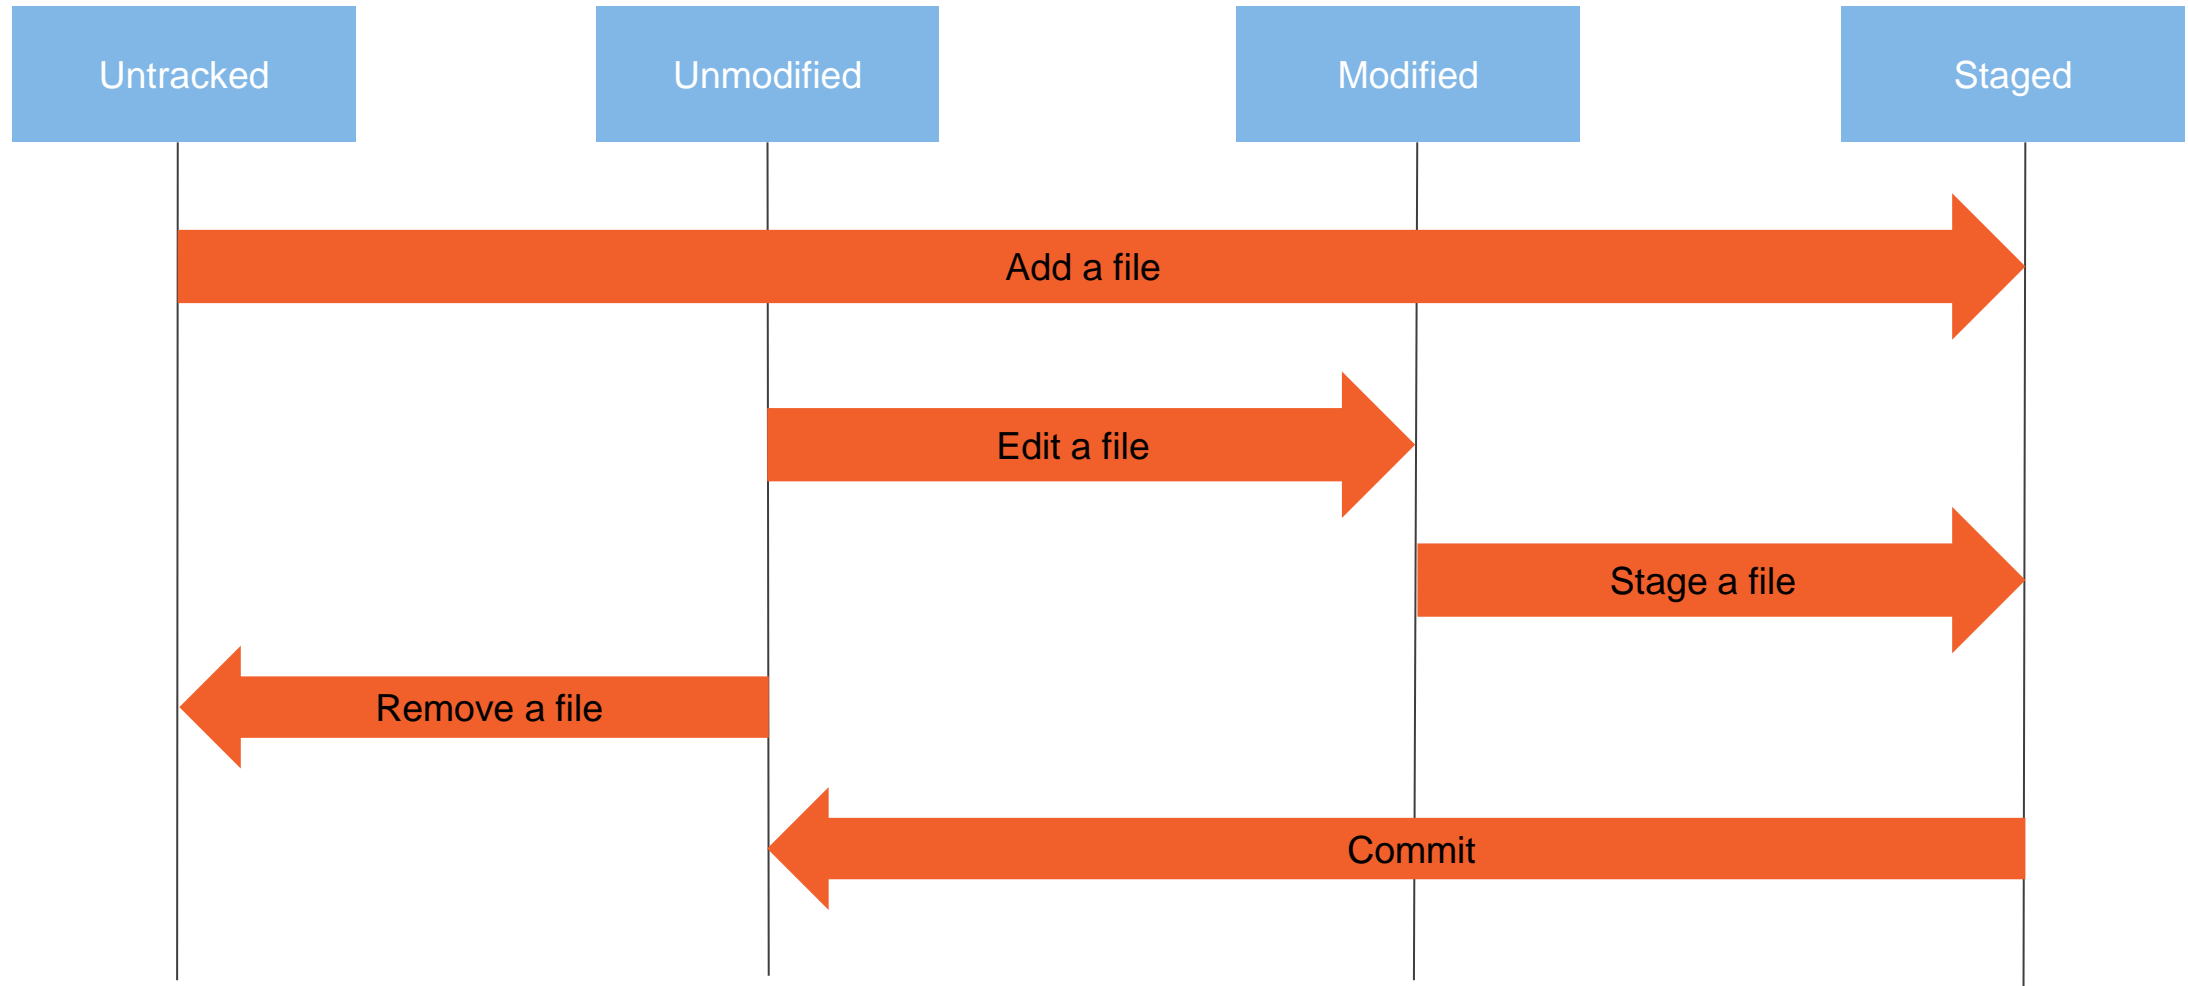 Untracked
Unmodified
Modified
Staged
Add a file
Edit a file
Stage a file
Remove a file
Commit